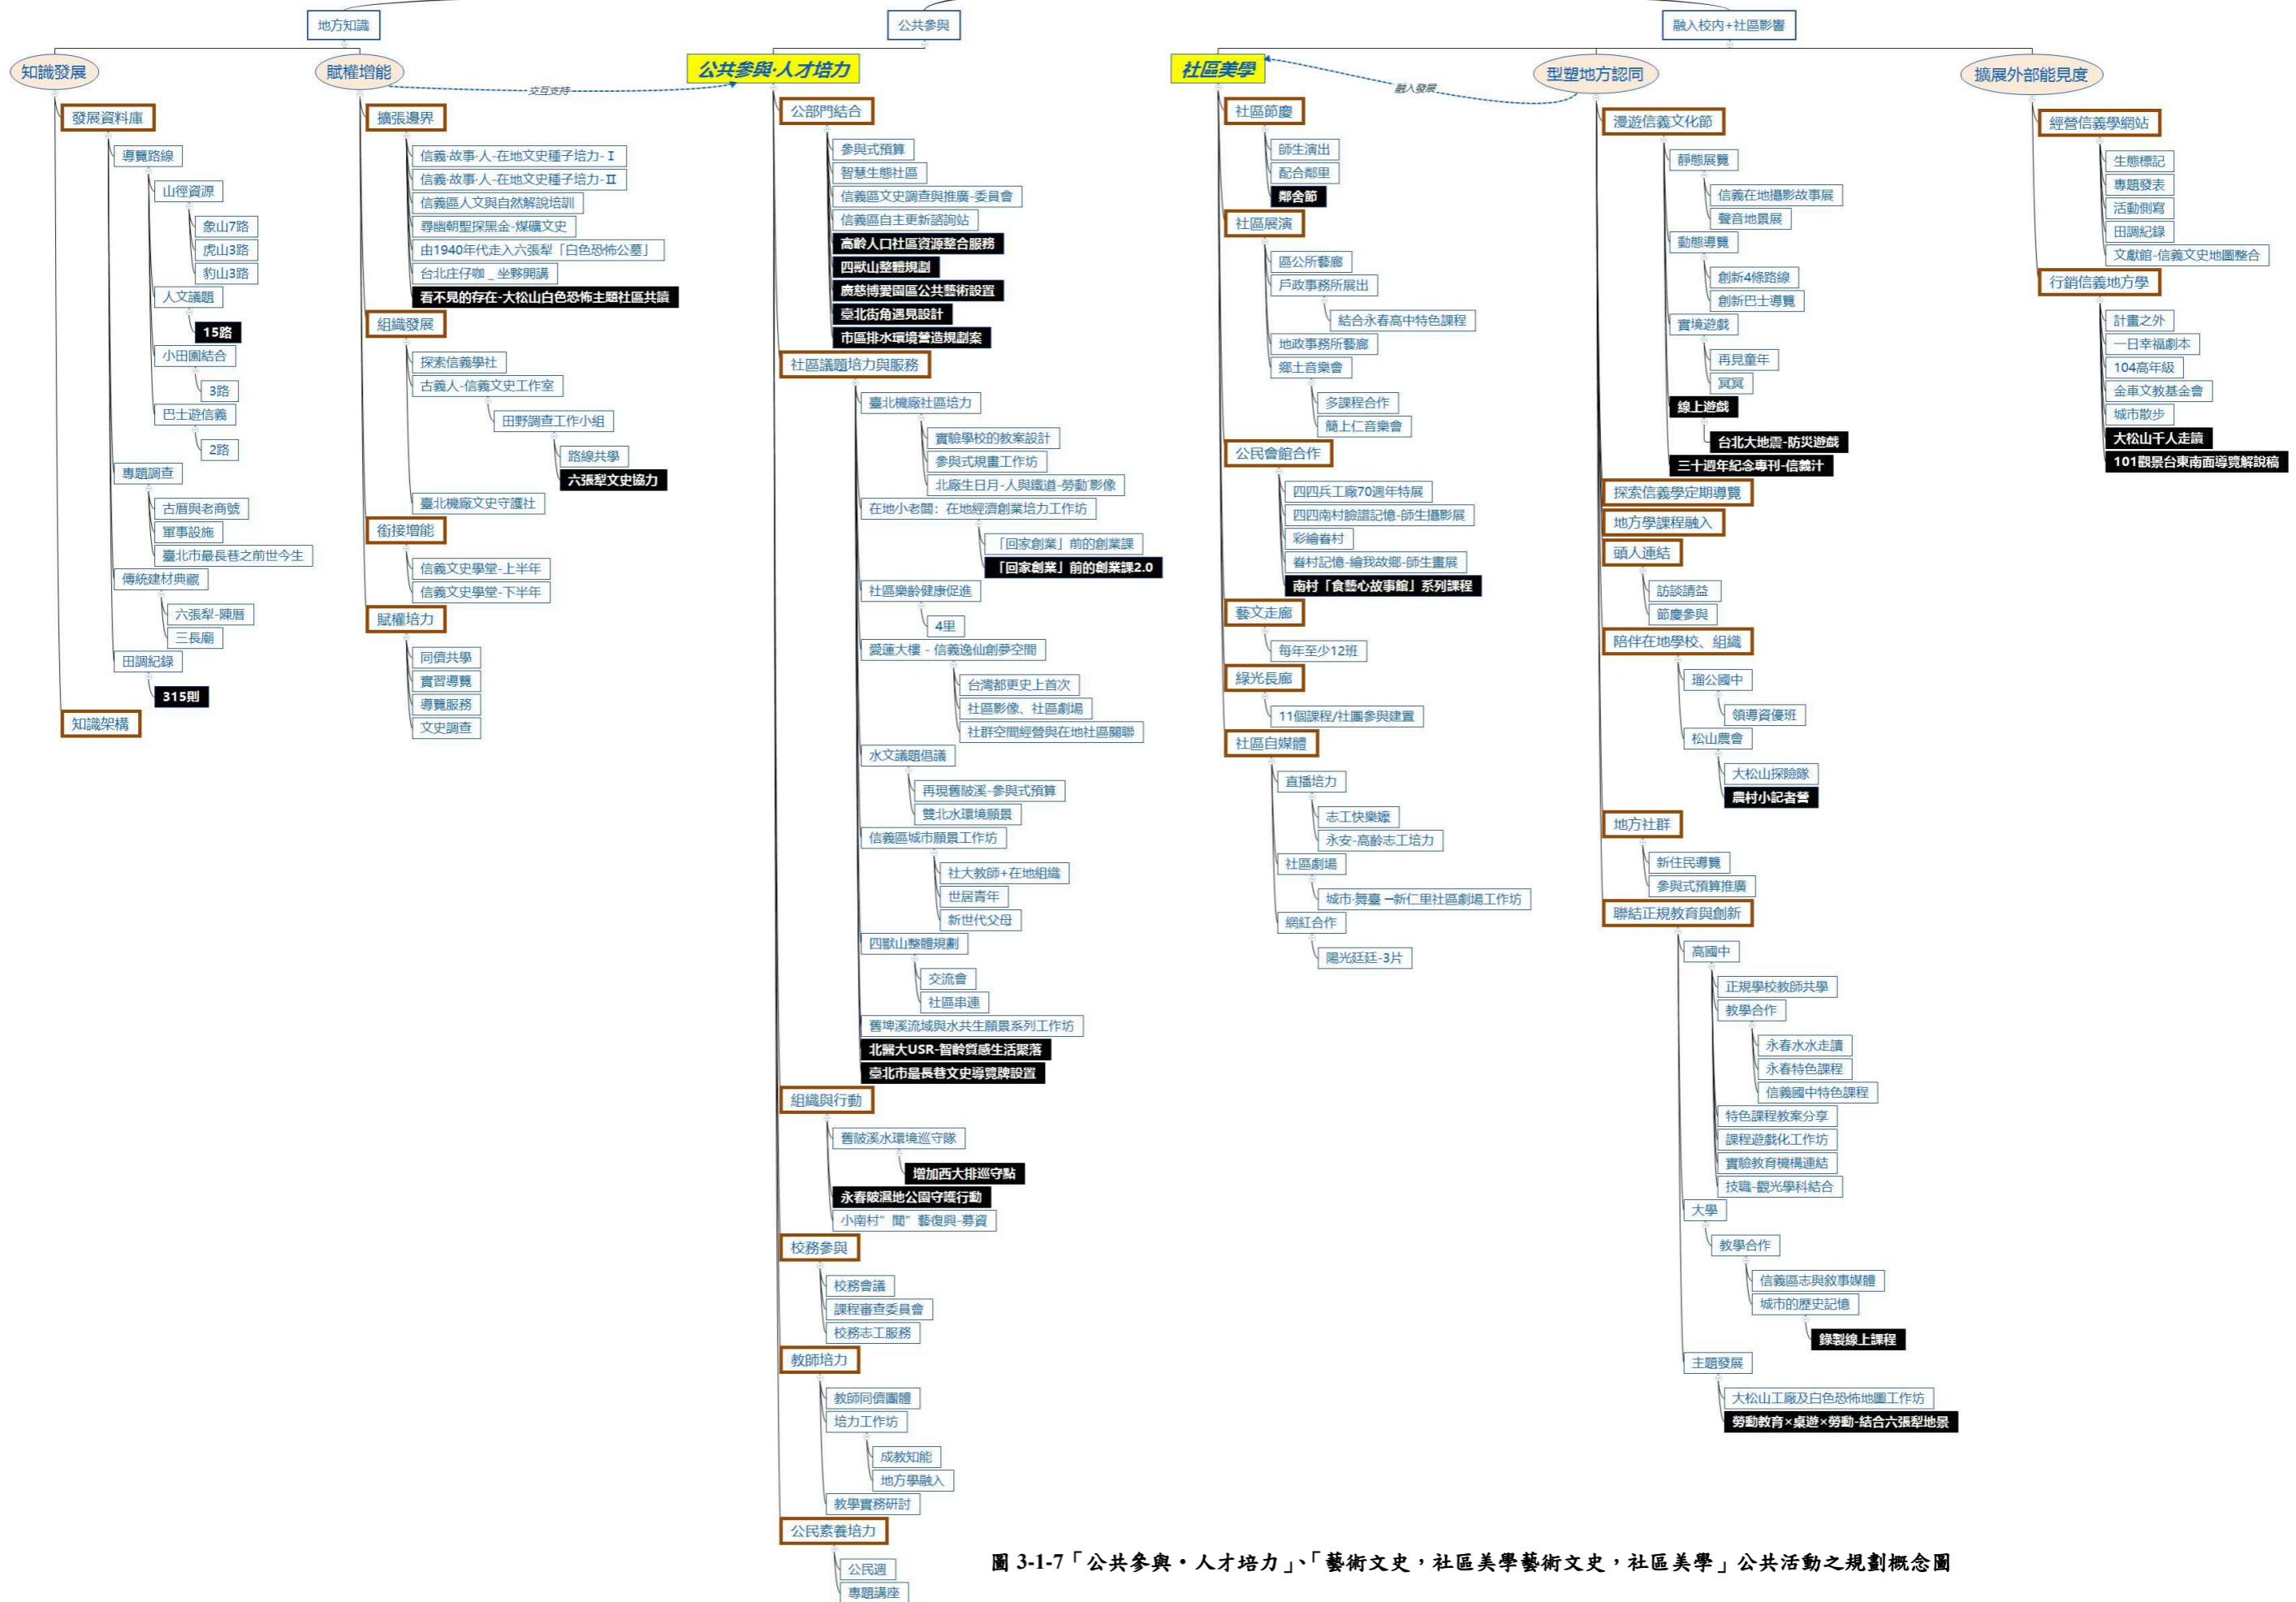 地方知識
知識發展
發展資料庫
導覽路線
山徑資源
象山7路
虎山3路
豹山3路
人文議題
15路
小田園結合
3路
巴士遊信義
2路
專題調查
古厝與老商號
軍事設施
臺北市最長巷之前世今生
傳統建材典藏
六張犁-陳厝
三長廟
田調紀錄
315則
知識架構
賦權增能
交互支持
擴張邊界
信義·故事·人-在地文史種子培力-Ⅰ
信義·故事·人-在地文史種子培力-Ⅱ
信義區人文與自然解說培訓
尋幽朝聖探黑金-煤礦文史
由1940年代走入六張犁「白色恐怖公墓」
台北庄仔咖 _ 坐夥開講
看不見的存在-大松山白色恐怖主題社區共讀
組織發展
探索信義學社
古義人-信義文史工作室
田野調查工作小組
路線共學
六張犁文史協力
臺北機廠文史守護社
銜接增能
信義文史學堂-上半年
信義文史學堂-下半年
賦權培力
同儕共學
實習導覽
導覽服務
文史調查
公共參與
公共參與·人才培力
公部門結合
參與式預算
智慧生態社區
信義區文史調查與推廣-委員會
信義區自主更新諮詢站
高齡人口社區資源整合服務
四獸山整體規劃
廣慈博愛園區公共藝術設置
臺北街角遇見設計
市區排水環境營造規劃案
社區議題培力與服務
臺北機廠社區培力
實驗學校的教案設計
參與式規畫工作坊
北廠生日月-人與鐵道-勞動˙影像
在地小老闆：在地經濟創業培力工作坊
「回家創業」前的創業課
「回家創業」前的創業課2.0
社區樂齡健康促進
4里
愛蓮大樓 - 信義逸仙創夢空間
台灣都更史上首次
社區影像、社區劇場
社群空間經營與在地社區關聯
水文議題倡議
再現舊陂溪-參與式預算
雙北水環境願景
信義區城市願景工作坊
社大教師+在地組織
世居青年
新世代父母
四獸山整體規劃
交流會
社區串連
舊埤溪流域與水共生願景系列工作坊
北醫大USR-智齡質感生活聚落
臺北市最長巷文史導覽牌設置
組織與行動
舊陂溪水環境巡守隊
增加西大排巡守點
永春陂濕地公園守護行動
小南村"聞"藝復興-募資
校務參與
校務會議
課程審查委員會
校務志工服務
教師培力
教師同儕團體
培力工作坊
成教知能
地方學融入
教學實務研討
公民素養培力
公民週
專題講座
融入校內+社區影響
社區美學
融入發展
社區節慶
師生演出
配合鄰里
鄰舍節
社區展演
區公所藝廊
戶政事務所展出
結合永春高中特色課程
地政事務所藝廊
鄉土音樂會
多課程合作
簡上仁音樂會
公民會館合作
四四兵工廠70週年特展
四四南村臉譜記憶-師生攝影展
彩繪眷村
眷村記憶-繪我故鄉-師生畫展
南村「食藝心故事館」系列課程
藝文走廊
每年至少12班
綠光長廊
11個課程/社團參與建置
社區自媒體
直播培力
志工快樂嬤
永安-高齡志工培力
社區劇場
城市·舞臺 —新仁里社區劇場工作坊
網紅合作
陽光廷廷-3片
型塑地方認同
漫遊信義文化節
靜態展覽
信義在地攝影故事展
聲音地景展
動態導覽
創新4條路線
創新巴士導覽
實境遊戲
再見童年
冥冥
線上遊戲
台北大地震-防災遊戲
三十週年紀念專刊-信義汁
探索信義學定期導覽
地方學課程融入
頭人連結
訪談請益
節慶參與
陪伴在地學校、組織
瑠公國中
領導資優班
松山農會
大松山探險隊
農村小記者營
地方社群
新住民導覽
參與式預算推廣
聯結正規教育與創新
高國中
正規學校教師共學
教學合作
永春水水走讀
永春特色課程
信義國中特色課程
特色課程教案分享
課程遊戲化工作坊
實驗教育機構連結
技職-觀光學科結合
大學
教學合作
信義區志與敘事媒體
城市的歷史記憶
錄製線上課程
主題發展
大松山工廠及白色恐怖地圖工作坊
勞動教育×桌遊×勞動-結合六張犁地景
擴展外部能見度
經營信義學網站
生態標記
專題發表
活動側寫
田調紀錄
文獻館-信義文史地圖整合
行銷信義地方學
計畫之外
一日幸福劇本
104高年級
金車文教基金會
城市散步
大松山千人走讀
101觀景台東南面導覽解說稿
圖 3-1-7「公共參與・人才培力」、「藝術文史，社區美學藝術文史，社區美學」公共活動之規劃概念圖